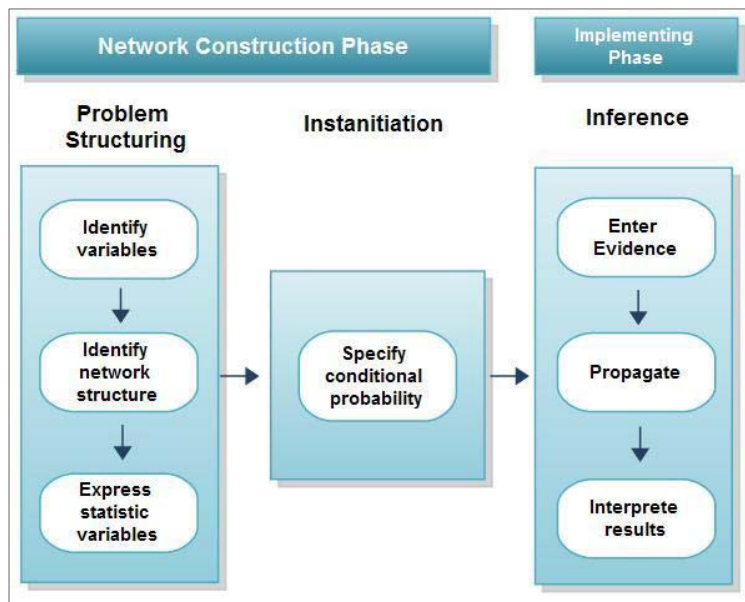 Network Construction Phase
Implementing
Phase
Problem
Structuring
Instanitiation
Inference
Identify
variables
Identify
network
structure
Express
statistic
variables
Specify
conditional
probability
Enter
Evidence
Propagate
Interprete
results